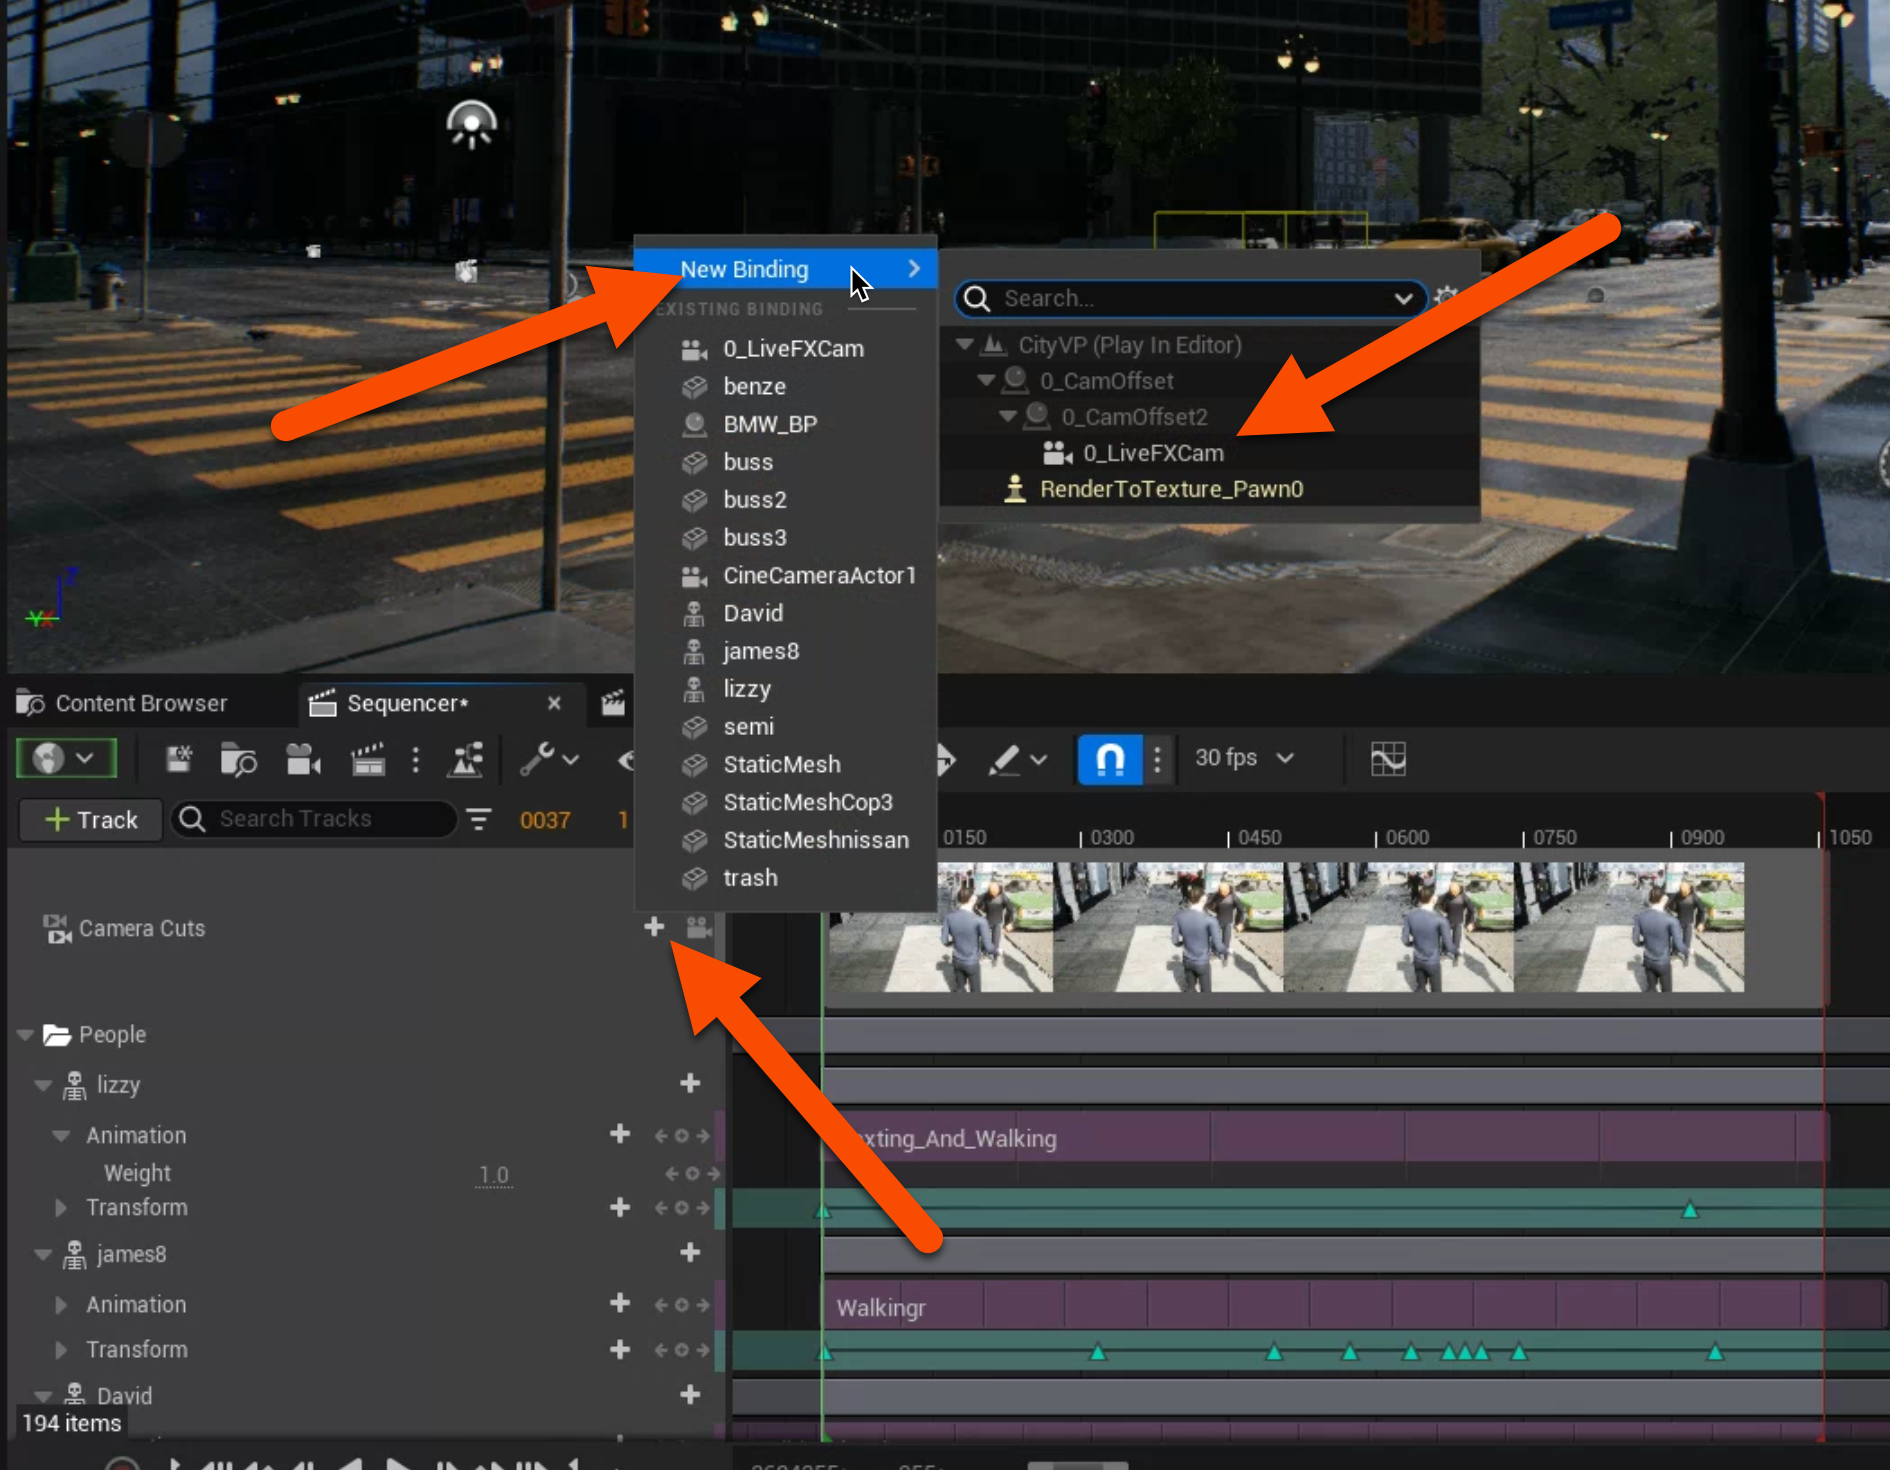 New Binding
EXISTING BINDING
0_LiveFXCam
benze
BMW_BP
buss
buss2
buss3
CineCameraActor1
David
james8
lizzy
semi
StaticMesh
StaticMeshCop3
StaticMeshnissan
trash
Search...
CityVP (Play In Editor)
0_CamOffset
0_CamOffset2
0_LiveFXCam
RenderToTexture_Pawn0
Content Browser
Sequencer*
30 fps
+ Track
Search Tracks
0037
0150 0300 0450 0600 0750 0900 1050
Camera Cuts
People
lizzy
Animation
exting_And_Walking
Weight 1.0
Transform
james8
Animation
Walkingr
Transform
David
194 items